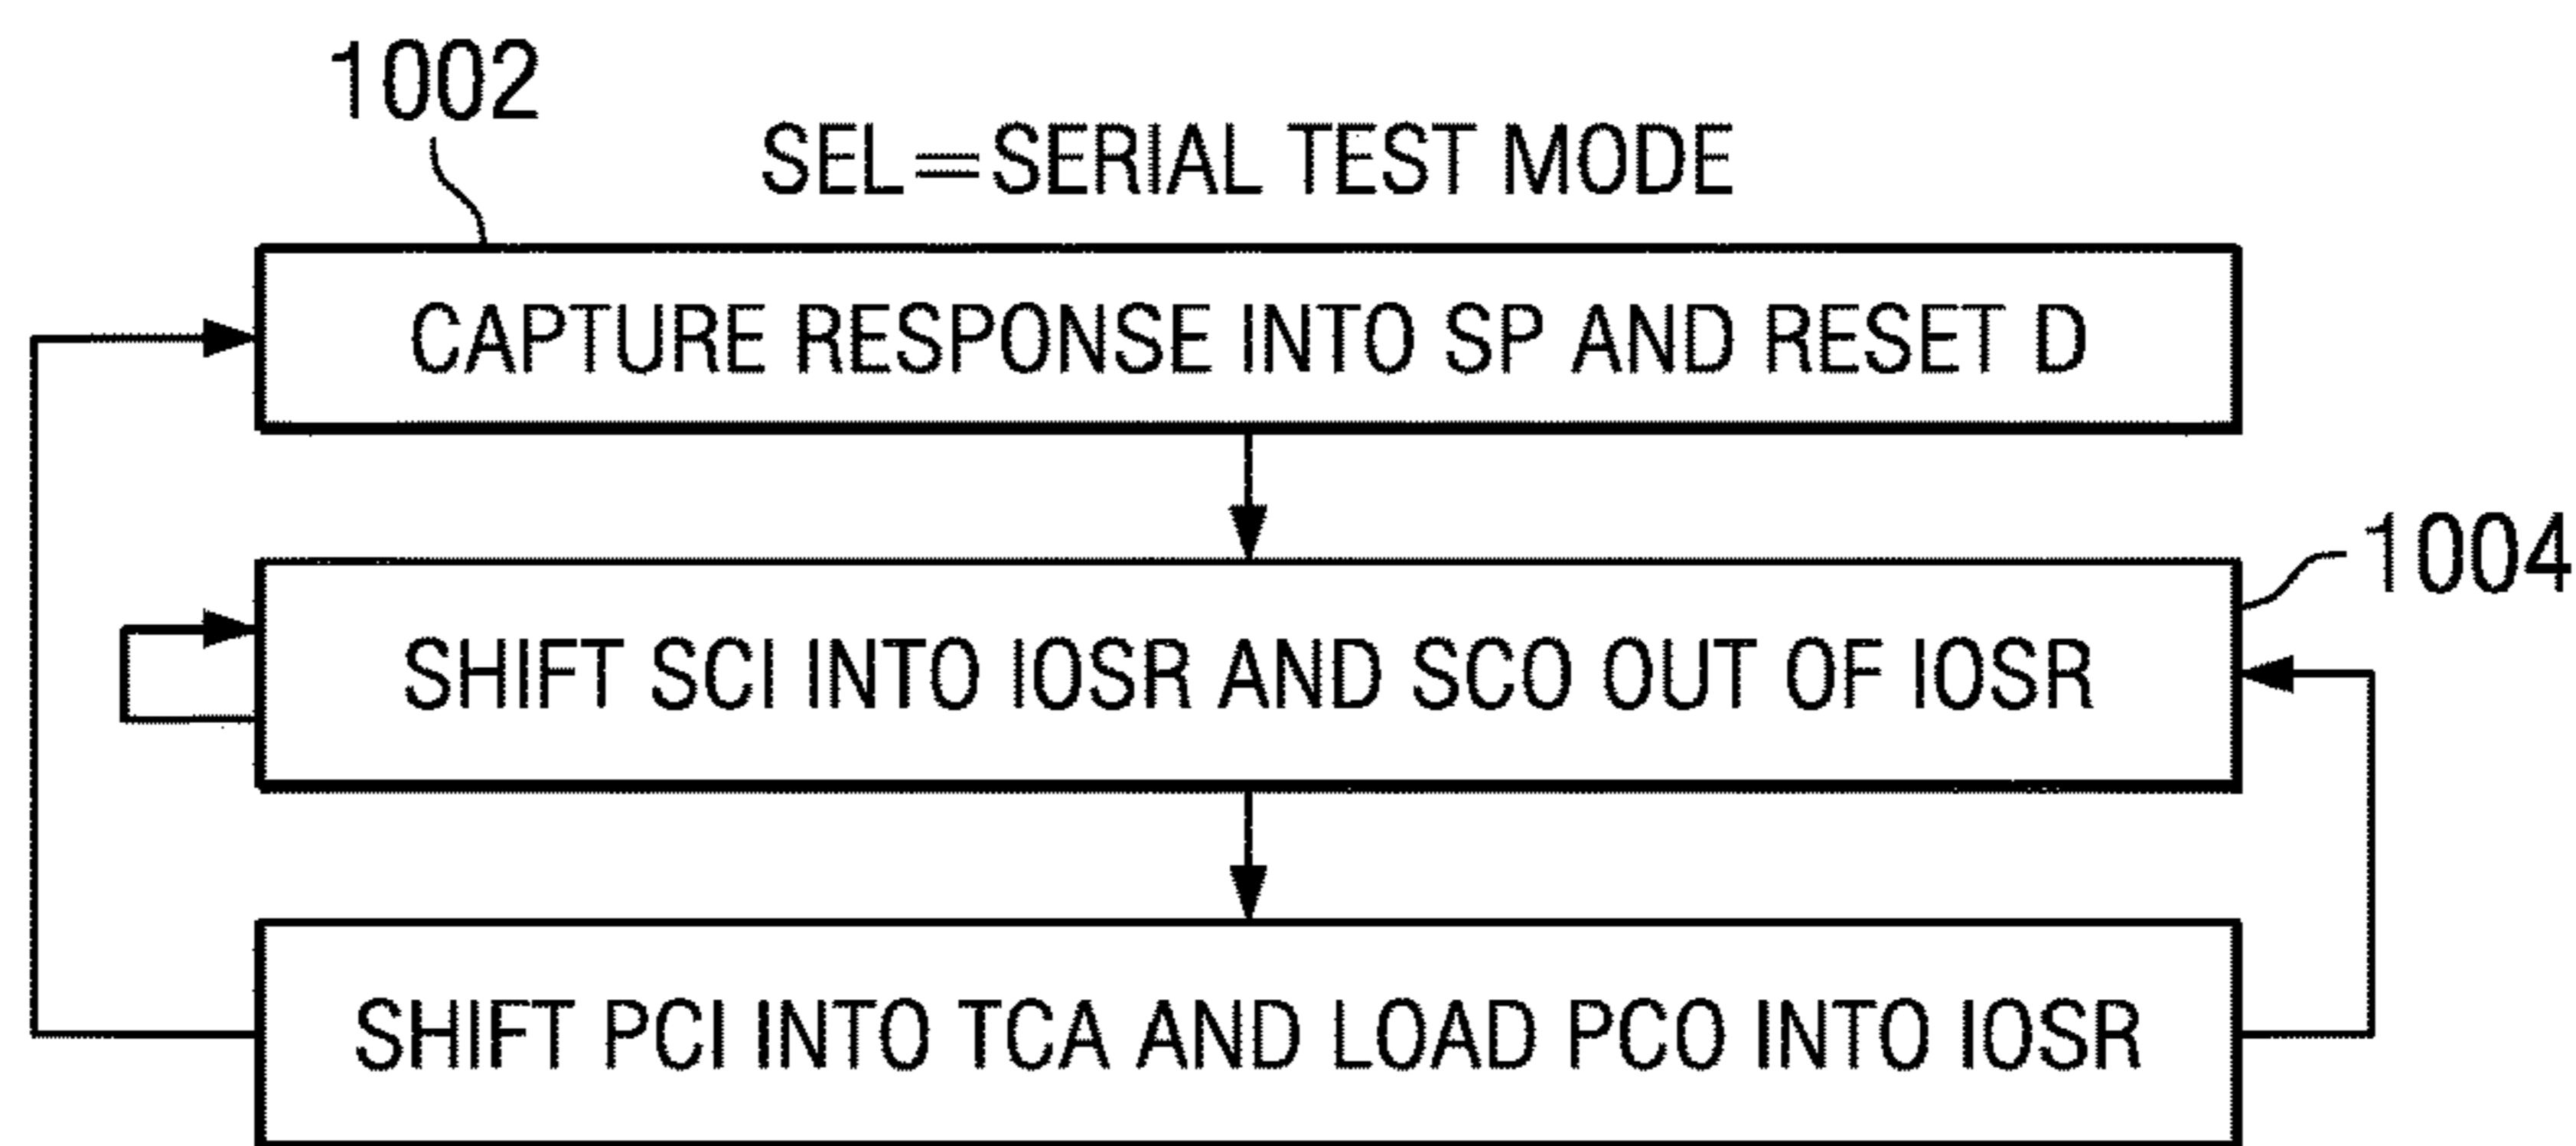 1002
SEL=SERIAL TEST MODE
CAPTURE RESPONSE INTO SP AND RESET D
1004
SHIFT SCI INTO IOSR AND SCO OUT OF IOSR
SHIFT PCI INTO TCA AND LOAD PCO INTO IOSR